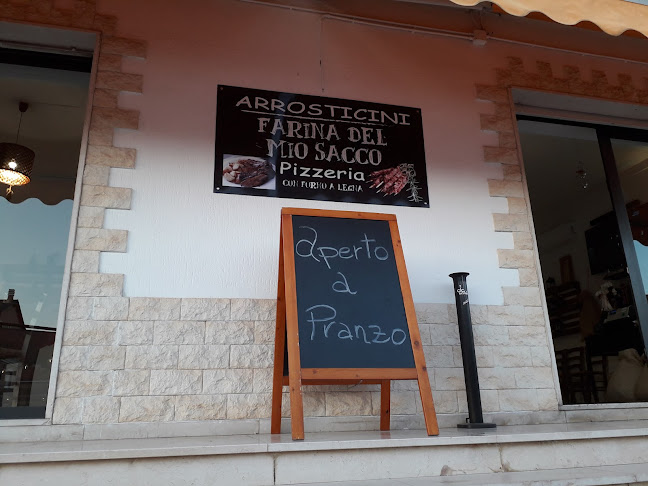 ARROSTICINI
FARINA DEL
MIO SACCO
Pizzeria
CON FORNO A LEGNA
aperto
a
Pranzo